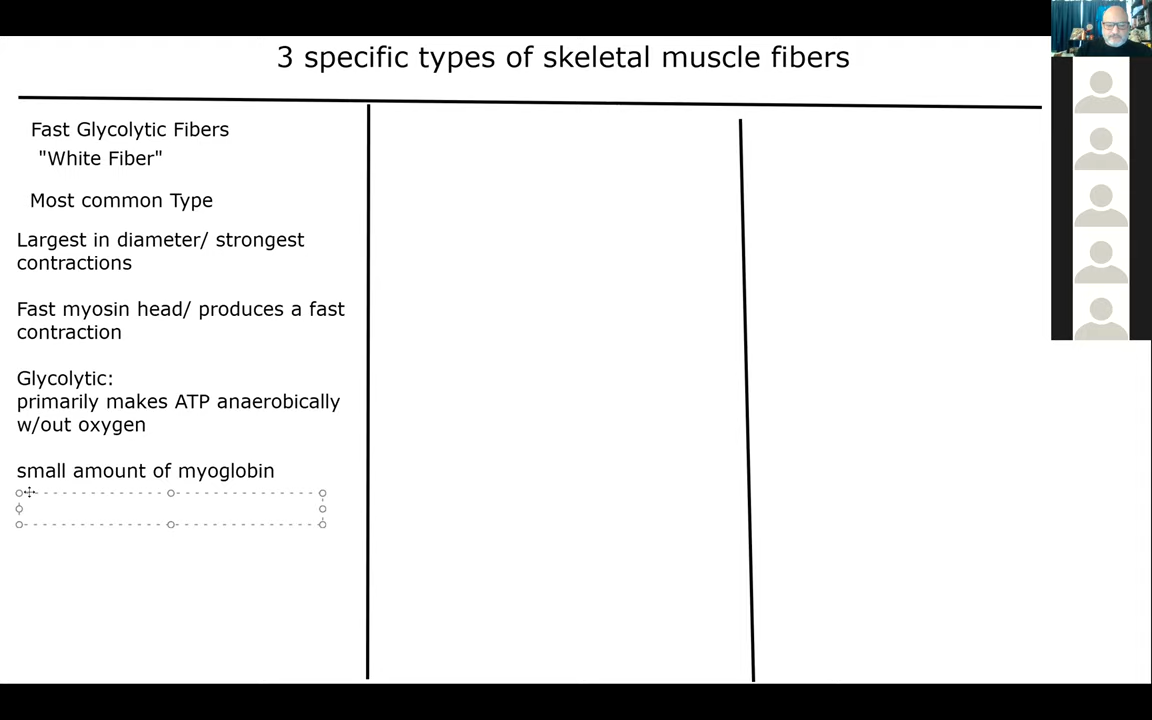 3 specific types of skeletal muscle fibers
Fast Glycolytic Fibers
"White Fiber"
Most common Type
Largest in diameter/ strongest
contractions
Fast myosin head/ produces a fast
contraction
Glycolytic:
primarily makes ATP anaerobically
w/out oxygen
small amount of myoglobin